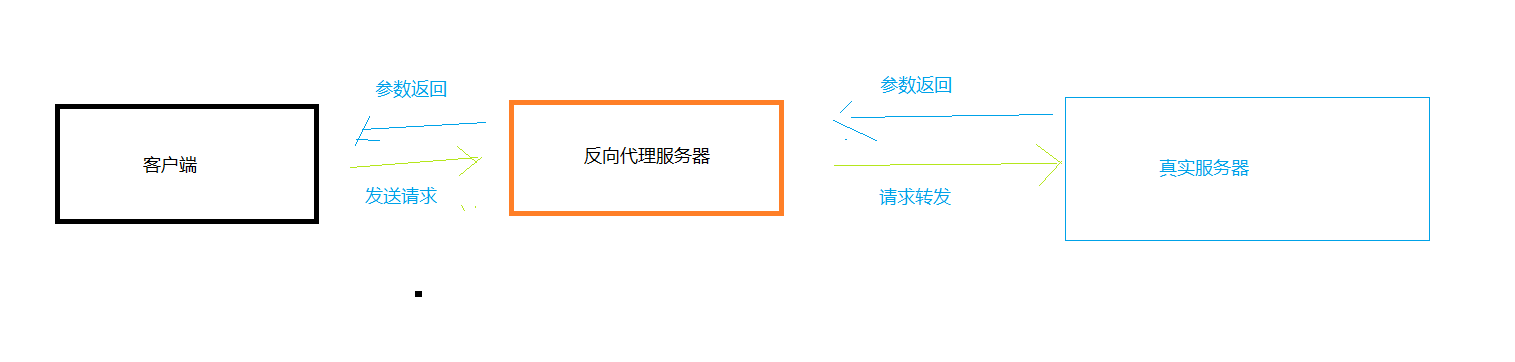 参数返回
参数返回
客户端
反向代理服务器
真实服务器
发送请求
请求转发